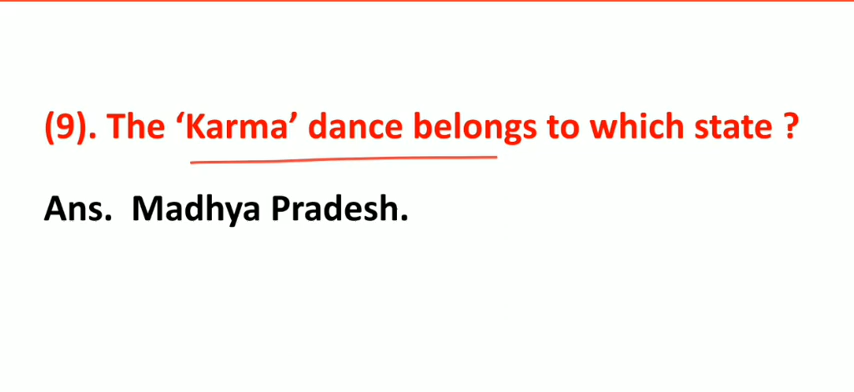 (9). The ‘Karma’ dance belongs to which state ?
Ans.  Madhya Pradesh.